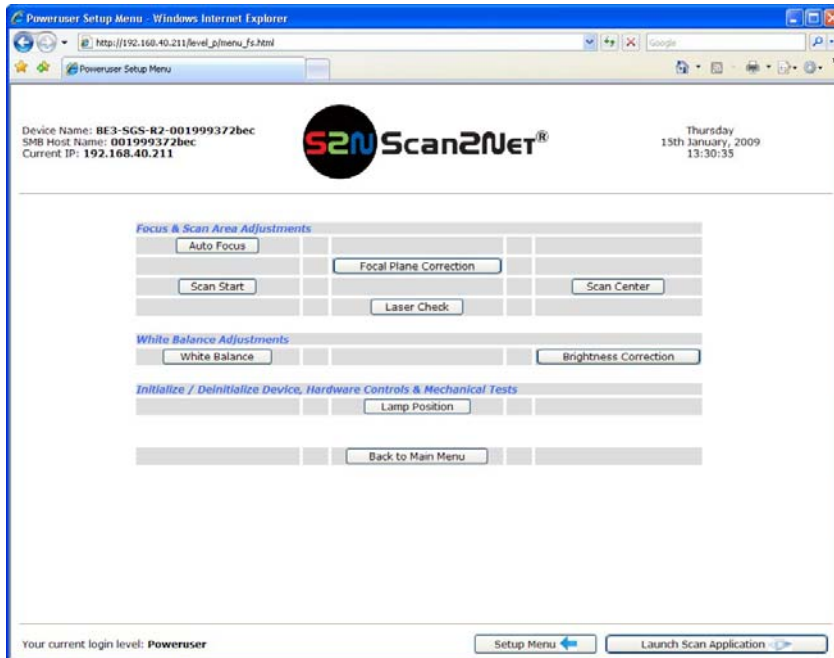 Poweruser Setup Menu - Windows Internet Explorer
http://192.168.40.211/level_p/menu_fs.html
Google
Poweruser Setup Menu
Device Name: BE3-SGS-R2-001999372bec
SMB Host Name: 001999372bec
Current IP: 192.168.40.211
S2N Scan2Net®
Thursday
15th January, 2009
13:30:35
Focus & Scan Area Adjustments
Auto Focus
Focal Plane Correction
Scan Start
Scan Center
Laser Check
White Balance Adjustments
White Balance
Brightness Correction
Initialize / Deinitialize Device, Hardware Controls & Mechanical Tests
Lamp Position
Back to Main Menu
Your current login level: Poweruser
Setup Menu
Launch Scan Application